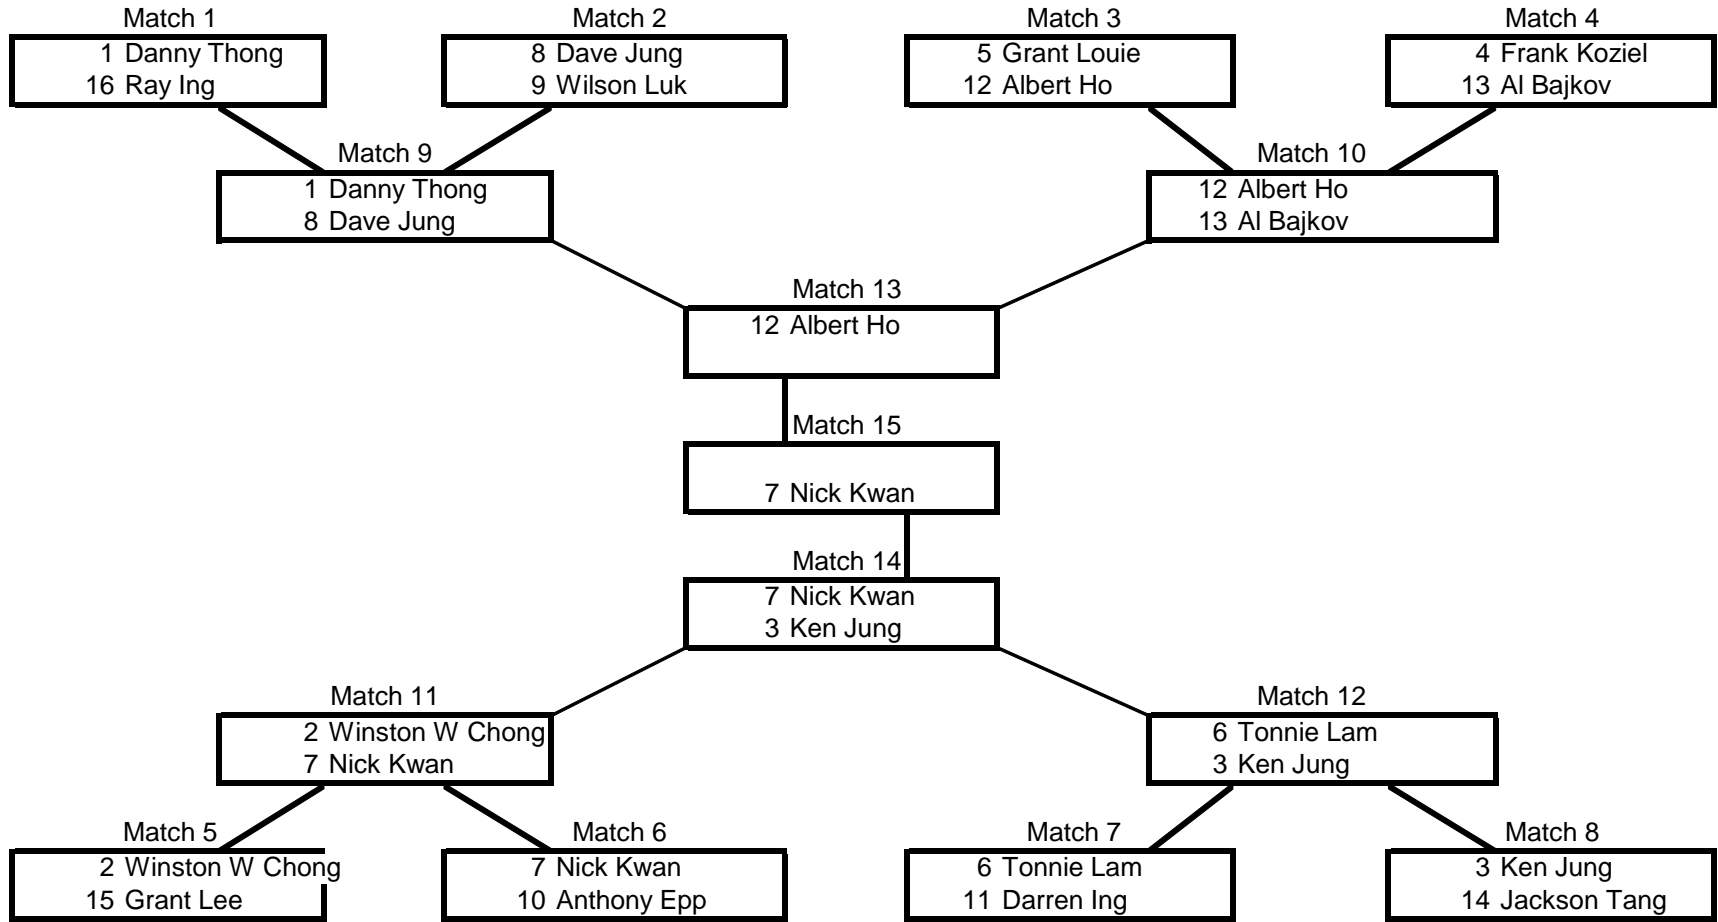 Match 1
1 Danny Thong
16 Ray Ing
Match 2
8 Dave Jung
9 Wilson Luk
Match 3
5 Grant Louie
12 Albert Ho
Match 4
4 Frank Koziel
13 Al Bajkov
Match 9
1 Danny Thong
8 Dave Jung
Match 10
12 Albert Ho
13 Al Bajkov
Match 13
12 Albert Ho
Match 15
7 Nick Kwan
Match 14
7 Nick Kwan
3 Ken Jung
Match 11
2 Winston W Chong
7 Nick Kwan
Match 12
6 Tonnie Lam
3 Ken Jung
Match 5
2 Winston W Chong
15 Grant Lee
Match 6
7 Nick Kwan
10 Anthony Epp
Match 7
6 Tonnie Lam
11 Darren Ing
Match 8
3 Ken Jung
14 Jackson Tang